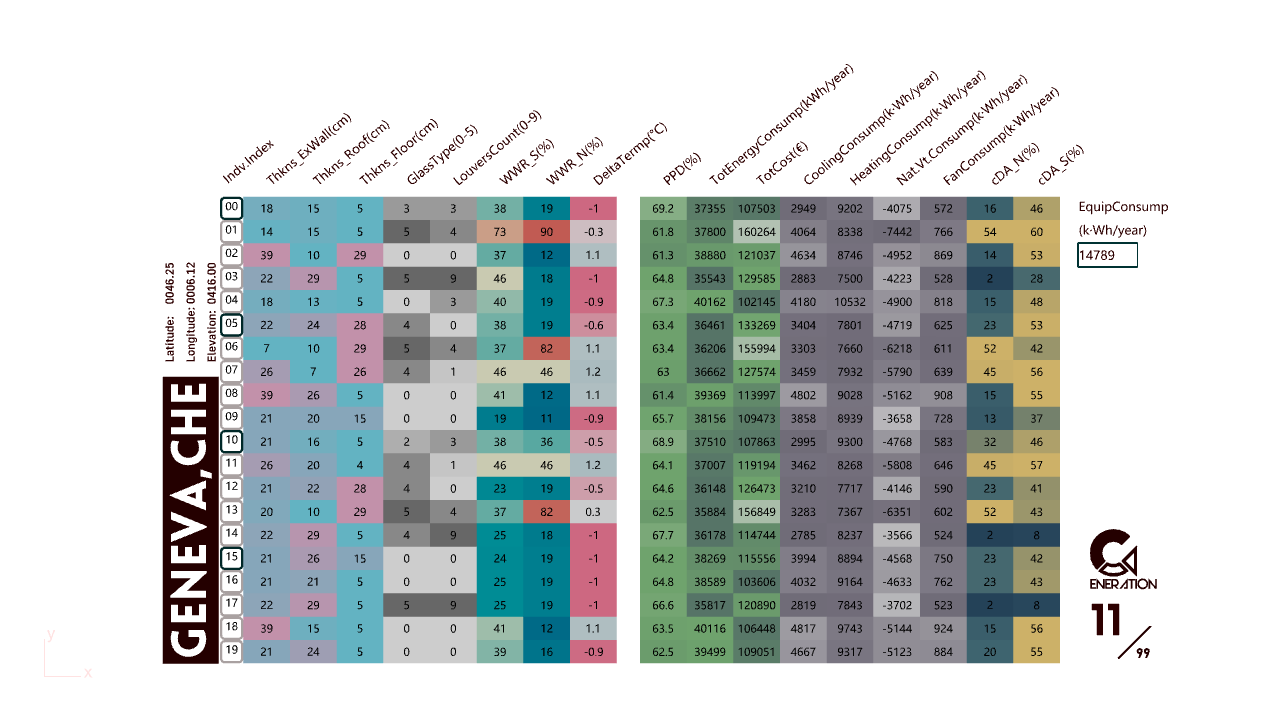 Indv.Index Thkns_ExWall(cm) Thkns_Roof(cm) Thkns_Floor(cm) GlassType(0-5) LouversCount(0-9) WWR_S(%) WWR_N(%) DeltaTermp(°C) PPD(%) TotEnergyConsump(kWh/year) TotCost(€) CoolingConsump(k·Wh/year) HeatingConsump(k·Wh/year) Nat.Vt.Consump(k·Wh/year) FanConsump(k·Wh/year) cDA_N(%) cDA_S(%)
00 18 15 5 3 3 38 19 -1 69.2 37355 107503 2949 9202 -4075 572 16 46
01 14 15 5 5 4 73 90 -0.3 61.8 37800 160264 4064 8338 -7442 766 54 60
02 39 10 29 0 0 37 12 1.1 61.3 38880 121037 4634 8746 -4952 869 14 53
03 22 29 5 5 9 46 18 -1 64.8 35543 129585 2883 7500 -4223 528 2 28
04 18 13 5 0 3 40 19 -0.9 67.3 40162 102145 4180 10532 -4900 818 15 48
05 22 24 28 4 0 38 19 -0.6 63.4 36461 133269 3404 7801 -4719 625 23 53
06 7 10 29 5 4 37 82 1.1 63.4 36206 155994 3303 7660 -6218 611 52 42
07 26 7 26 4 1 46 46 1.2 63 36662 127574 3459 7932 -5790 639 45 56
08 39 26 5 0 0 41 12 1.1 61.4 39369 113997 4802 9028 -5162 908 15 55
09 21 20 15 0 0 19 11 -0.9 65.7 38156 109473 3858 8939 -3658 728 13 37
10 21 16 5 2 3 38 36 -0.5 68.9 37510 107863 2995 9300 -4768 583 32 46
11 26 20 4 4 1 46 46 1.2 64.1 37007 119194 3462 8268 -5808 646 45 57
12 21 22 28 4 0 23 19 -0.5 64.6 36148 126473 3210 7717 -4146 590 23 41
13 20 10 29 5 4 37 82 0.3 62.5 35884 156849 3283 7367 -6351 602 52 43
14 22 29 5 4 9 25 18 -1 67.7 36178 114744 2785 8237 -3566 524 2 8
15 21 26 15 0 0 24 19 -1 64.2 38269 115556 3994 8894 -4568 750 23 42
16 21 21 5 0 0 25 19 -1 64.8 38589 103606 4032 9164 -4633 762 23 43
17 22 29 5 5 9 25 19 -1 66.6 35817 120890 2819 7843 -3702 523 2 8
18 39 15 5 0 0 41 12 1.1 63.5 40116 106448 4817 9743 -5144 924 15 56
19 21 24 5 0 0 39 16 -0.9 62.5 39499 109051 4667 9317 -5123 884 20 55
Latitude: 0046.25
Longitude: 0006.12
Elevation: 0416.00
GENEVA,CHE
EquipConsump
(k·Wh/year)
14789
GENERATION
11/99
y
x